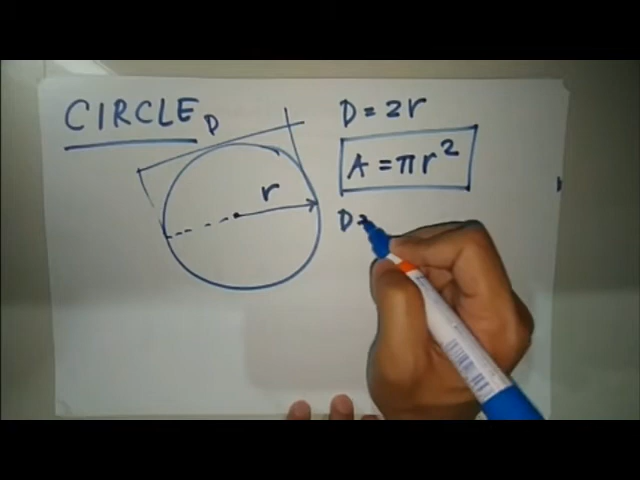 CIRCLE
D
r
D = 2r
A = πr²
D =